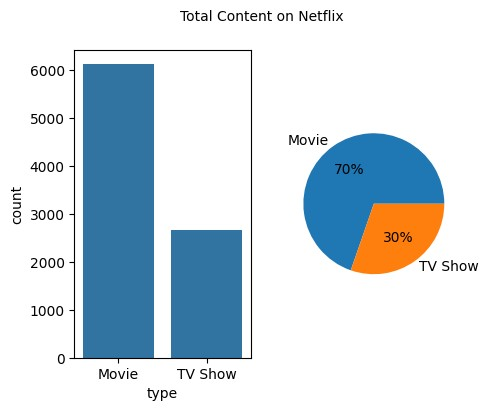 Total Content on Netflix
6000
5000
4000
3000
2000
1000
0
count
Movie
TV Show
type
Movie
70%
30%
TV Show